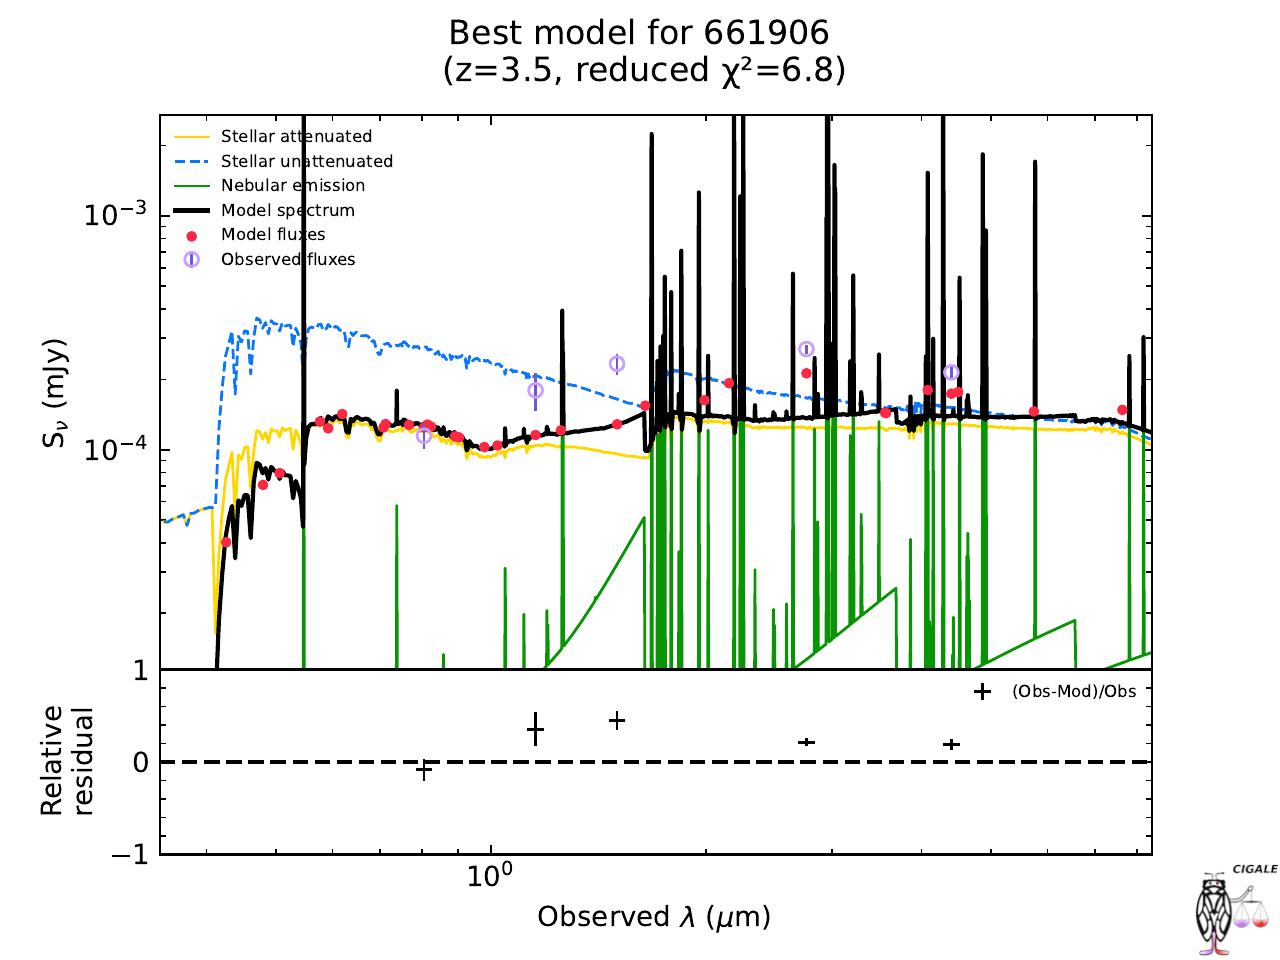 Best model for 661906
(z=3.5, reduced χ²=6.8)
Stellar attenuated
Stellar unattenuated
Nebular emission
Model spectrum
Model fluxes
Observed fluxes
10⁻³
10⁻⁴
S_ν (mJy)
1
0
−1
Relative
residual
(Obs-Mod)/Obs
10⁰
Observed λ (μm)
CIGALE